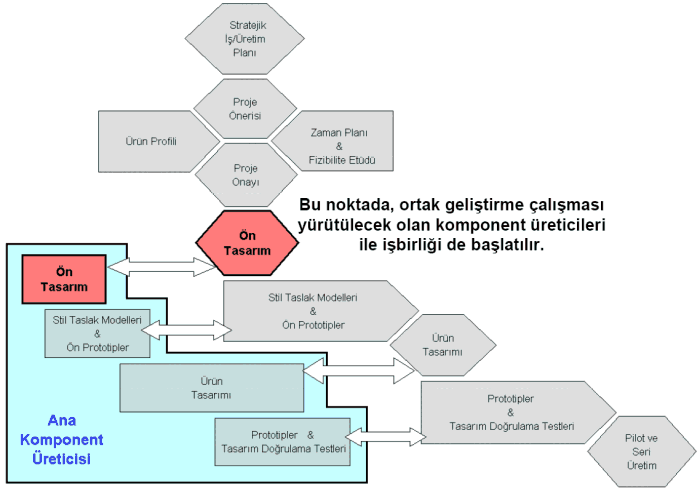 Stratejik
İş/Üretim
Planı
Proje
Önerisi
Ürün Profili
Zaman Planı
&
Fizibilite Etüdü
Proje
Onayı
Bu noktada, ortak geliştirme çalışması
yürütülecek olan komponent üreticileri
ile işbirliği de başlatılır.
Ön
Tasarım
Ön
Tasarım
Stil Taslak Modelleri
&
Ön Prototipler
Stil Taslak Modelleri
&
Ön Prototipler
Ürün
Tasarımı
Ürün
Tasarımı
Prototipler
&
Tasarım Doğrulama Testleri
Ana
Komponent
Üreticisi
Prototipler &
Tasarım Doğrulama Testleri
Pilot ve
Seri
Üretim